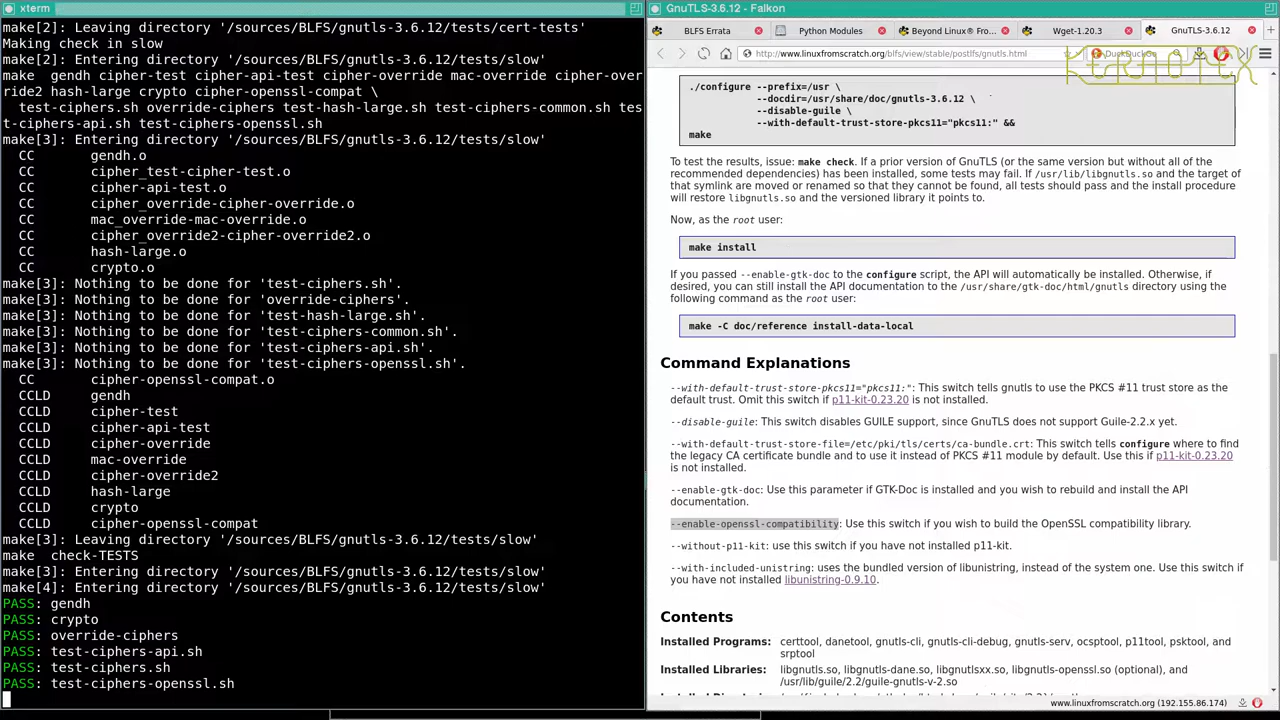 xterm
make[2]: Leaving directory '/sources/BLFS/gnutls-3.6.12/tests/cert-tests'
Making check in slow
make[2]: Entering directory '/sources/BLFS/gnutls-3.6.12/tests/slow'
make  gendh cipher-test cipher-api-test cipher-override mac-override cipher-over
ride2 hash-large crypto cipher-openssl-compat \
  test-ciphers.sh override-ciphers test-hash-large.sh test-ciphers-common.sh tes
t-ciphers-api.sh test-ciphers-openssl.sh
make[3]: Entering directory '/sources/BLFS/gnutls-3.6.12/tests/slow'
  CC       gendh.o
  CC       cipher_test-cipher-test.o
  CC       cipher-api-test.o
  CC       cipher_override-cipher-override.o
  CC       mac_override-mac-override.o
  CC       cipher_override2-cipher-override2.o
  CC       hash-large.o
  CC       crypto.o
make[3]: Nothing to be done for 'test-ciphers.sh'.
make[3]: Nothing to be done for 'override-ciphers'.
make[3]: Nothing to be done for 'test-hash-large.sh'.
make[3]: Nothing to be done for 'test-ciphers-common.sh'.
make[3]: Nothing to be done for 'test-ciphers-api.sh'.
make[3]: Nothing to be done for 'test-ciphers-openssl.sh'.
  CC       cipher-openssl-compat.o
  CCLD     gendh
  CCLD     cipher-test
  CCLD     cipher-api-test
  CCLD     cipher-override
  CCLD     mac-override
  CCLD     cipher-override2
  CCLD     hash-large
  CCLD     crypto
  CCLD     cipher-openssl-compat
make[3]: Leaving directory '/sources/BLFS/gnutls-3.6.12/tests/slow'
make  check-TESTS
make[3]: Entering directory '/sources/BLFS/gnutls-3.6.12/tests/slow'
make[4]: Entering directory '/sources/BLFS/gnutls-3.6.12/tests/slow'
PASS: gendh
PASS: crypto
PASS: override-ciphers
PASS: test-ciphers-api.sh
PASS: test-ciphers.sh
PASS: test-ciphers-openssl.sh
GnuTLS-3.6.12 - Falkon
BLFS Errata
Python Modules
Beyond Linux® Fro...
Wget-1.20.3
GnuTLS-3.6.12
http://www.linuxfromscratch.org/blfs/view/stable/postlfs/gnutls.html
KERNOTEX
./configure --prefix=/usr \
            --docdir=/usr/share/doc/gnutls-3.6.12 \
            --disable-guile \
            --with-default-trust-store-pkcs11="pkcs11:" &&
make
To test the results, issue: make check. If a prior version of GnuTLS (or the same version but without all of the
recommended dependencies) has been installed, some tests may fail. If /usr/lib/libgnutls.so and the target of
that symlink are moved or renamed so that they cannot be found, all tests should pass and the install procedure
will restore libgnutls.so and the versioned library it points to.
Now, as the root user:
make install
If you passed --enable-gtk-doc to the configure script, the API will automatically be installed. Otherwise, if
desired, you can still install the API documentation to the /usr/share/gtk-doc/html/gnutls directory using the
following command as the root user:
make -C doc/reference install-data-local
Command Explanations
--with-default-trust-store-pkcs11="pkcs11:": This switch tells gnutls to use the PKCS #11 trust store as the
default trust. Omit this switch if p11-kit-0.23.20 is not installed.
--disable-guile: This switch disables GUILE support, since GnuTLS does not support Guile-2.2.x yet.
--with-default-trust-store-file=/etc/pki/tls/certs/ca-bundle.crt: This switch tells configure where to find
the legacy CA certificate bundle and to use it instead of PKCS #11 module by default. Use this if p11-kit-0.23.20
is not installed.
--enable-gtk-doc: Use this parameter if GTK-Doc is installed and you wish to rebuild and install the API
documentation.
--enable-openssl-compatibility: Use this switch if you wish to build the OpenSSL compatibility library.
--without-p11-kit: use this switch if you have not installed p11-kit.
--with-included-unistring: uses the bundled version of libunistring, instead of the system one. Use this switch if
you have not installed libunistring-0.9.10.
Contents
Installed Programs: certtool, danetool, gnutls-cli, gnutls-cli-debug, gnutls-serv, ocsptool, p11tool, psktool, and
srptool
Installed Libraries: libgnutls.so, libgnutls-dane.so, libgnutlsxx.so, libgnutls-openssl.so (optional), and
/usr/lib/guile/2.2/guile-gnutls-v-2.so
www.linuxfromscratch.org (192.155.86.174)